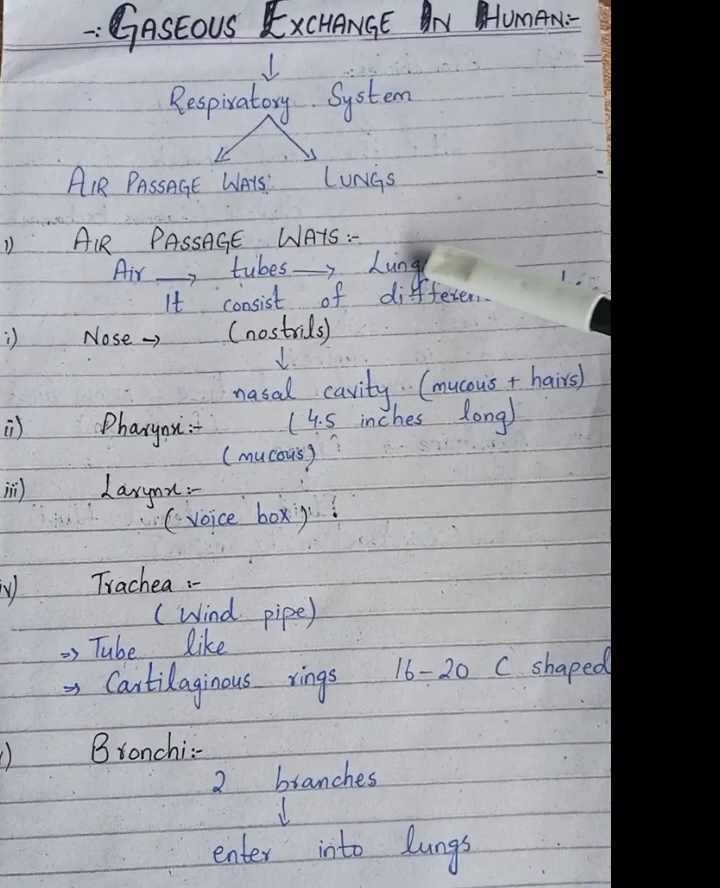 -: GASEOUS EXCHANGE IN HUMAN:-
↓
Respiratory System
AIR PASSAGE WAYS: LUNGS
1) AIR PASSAGE WAYS:-
Air → tubes → Lung
It consist of differen
i) Nose → (nostrils)
↓
nasal cavity (mucous + hairs)
ii) Pharynx:- (4.5 inches long)
(mucous)
iii) Larynx:-
(voice box)
iv) Trachea :-
(Wind pipe)
⇒ Tube like
⇒ Cartilaginous rings 16-20 C shaped
) Bronchi:-
2 branches
↓
enter into lungs